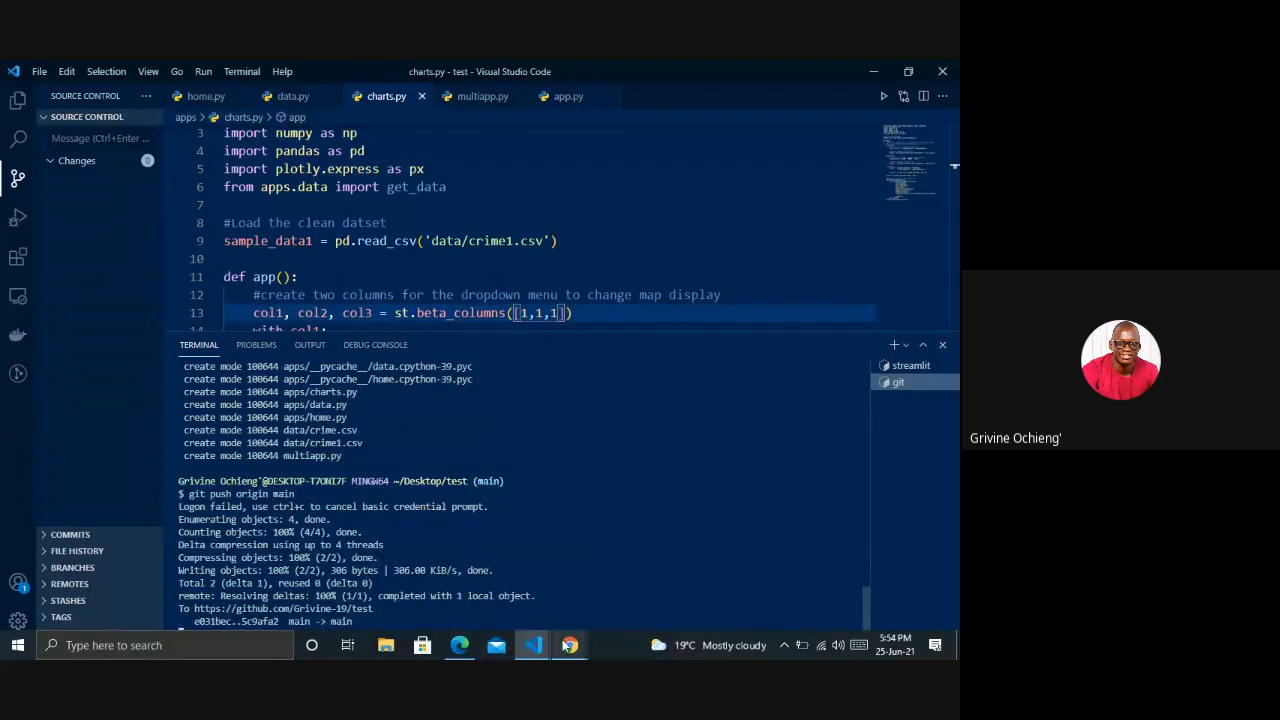 File Edit Selection View Go Run Terminal Help
charts.py - test - Visual Studio Code
SOURCE CONTROL
home.py
data.py
charts.py
multiapp.py
app.py
SOURCE CONTROL
apps > charts.py > app
Message (Ctrl+Enter ...
Changes
0
3 import numpy as np
4 import pandas as pd
5 import plotly.express as px
6 from apps.data import get_data
7
8 #Load the clean datset
9 sample_data1 = pd.read_csv('data/crime1.csv')
10
11 def app():
12 #create two columns for the dropdown menu to change map display
13 col1, col2, col3 = st.beta_columns([1,1,1])
14 with col1:
TERMINAL PROBLEMS OUTPUT DEBUG CONSOLE
streamlit
git
create mode 100644 apps/__pycache__/data.cpython-39.pyc
create mode 100644 apps/__pycache__/home.cpython-39.pyc
create mode 100644 apps/charts.py
create mode 100644 apps/data.py
create mode 100644 apps/home.py
create mode 100644 data/crime.csv
create mode 100644 data/crime1.csv
create mode 100644 multiapp.py
Grivine Ochieng'@DESKTOP-T7ONI7F MINGW64 ~/Desktop/test (main)
$ git push origin main
Logon failed, use ctrl+c to cancel basic credential prompt.
Enumerating objects: 4, done.
Counting objects: 100% (4/4), done.
Delta compression using up to 4 threads
Compressing objects: 100% (2/2), done.
Writing objects: 100% (2/2), 306 bytes | 306.00 KiB/s, done.
Total 2 (delta 1), reused 0 (delta 0)
remote: Resolving deltas: 100% (1/1), completed with 1 local object.
To https://github.com/Grivine-19/test
e031bec..5c9afa2 main -> main
COMMITS
FILE HISTORY
BRANCHES
REMOTES
STASHES
TAGS
1
Type here to search
19°C Mostly cloudy
5:54 PM
25-Jun-21
Grivine Ochieng'